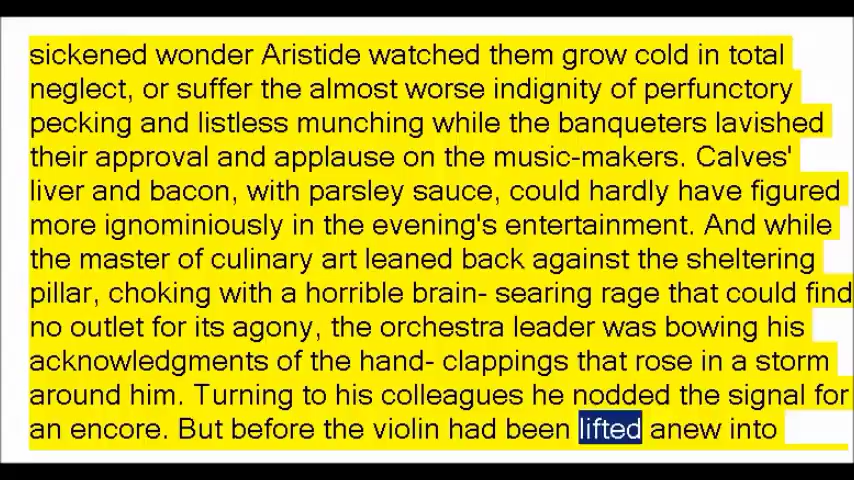 sickened wonder Aristide watched them grow cold in total
neglect, or suffer the almost worse indignity of perfunctory
pecking and listless munching while the banqueters lavished
their approval and applause on the music-makers. Calves'
liver and bacon, with parsley sauce, could hardly have figured
more ignominiously in the evening's entertainment. And while
the master of culinary art leaned back against the sheltering
pillar, choking with a horrible brain- searing rage that could find
no outlet for its agony, the orchestra leader was bowing his
acknowledgments of the hand- clappings that rose in a storm
around him. Turning to his colleagues he nodded the signal for
an encore. But before the violin had been lifted anew into